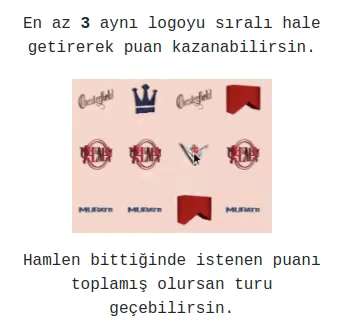 En az 3 aynı logoyu sıralı hale
getirerek puan kazanabilirsin.
Chesterfield Chesterfield
MURATTI MURATTI MURATTI
Hamlen bittiğinde istenen puanı
toplamış olursan turu
geçebilirsin.